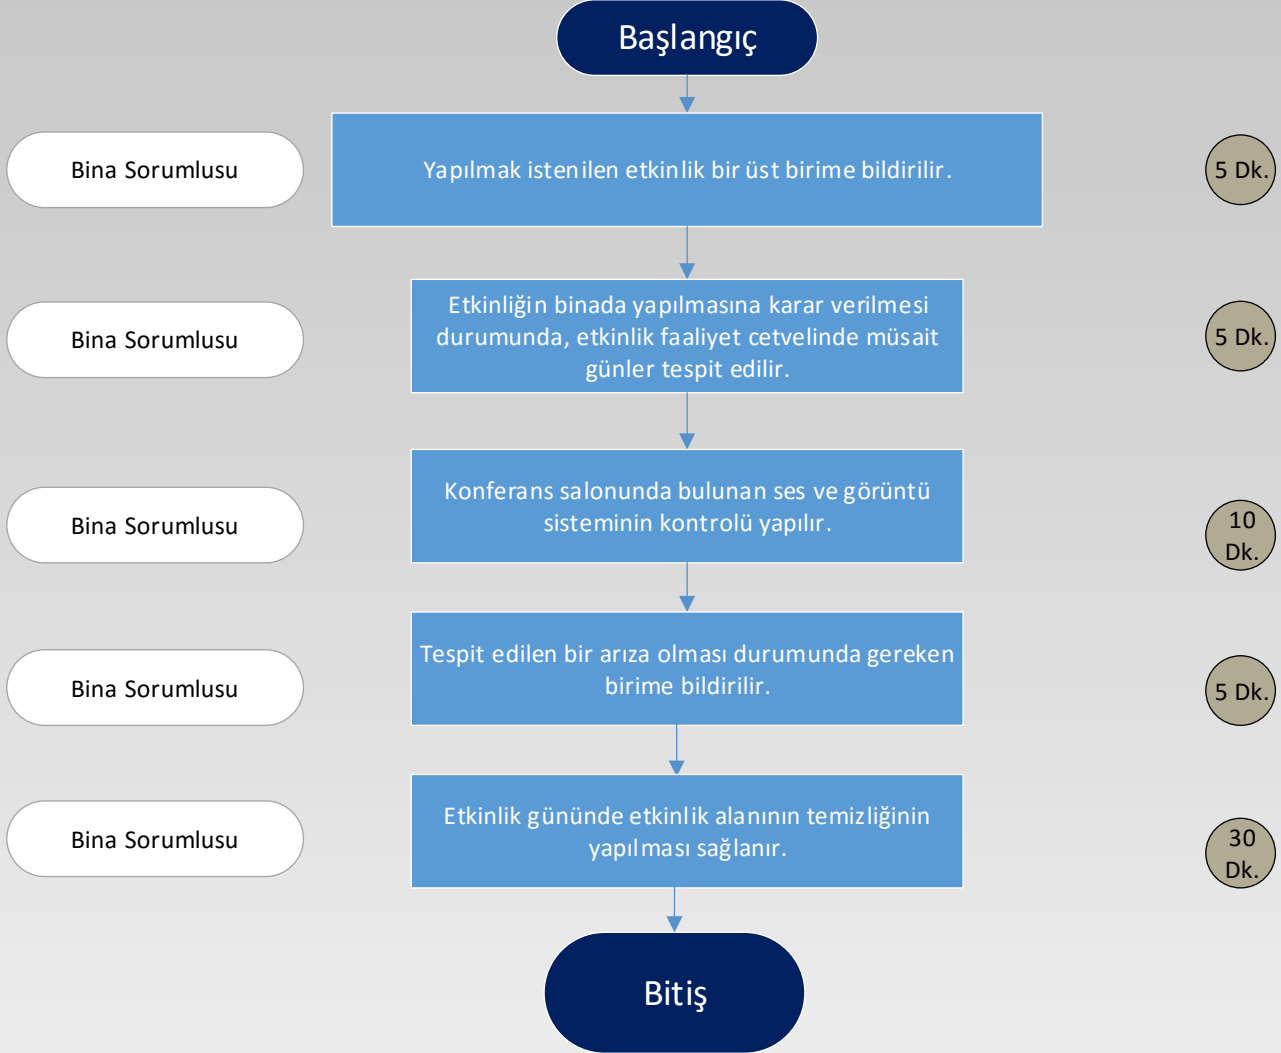 Başlangıç
Bina Sorumlusu
Yapılmak istenilen etkinlik bir üst birime bildirilir.
5 Dk.
Bina Sorumlusu
Etkinliğin binada yapılmasına karar verilmesi
durumunda, etkinlik faaliyet cetvelinde müsait
günler tespit edilir.
5 Dk.
Bina Sorumlusu
Konferans salonunda bulunan ses ve görüntü
sisteminin kontrolü yapılır.
10
Dk.
Bina Sorumlusu
Tespit edilen bir arıza olması durumunda gereken
birime bildirilir.
5 Dk.
Bina Sorumlusu
Etkinlik gününde etkinlik alanının temizliğinin
yapılması sağlanır.
30
Dk.
Bitiş